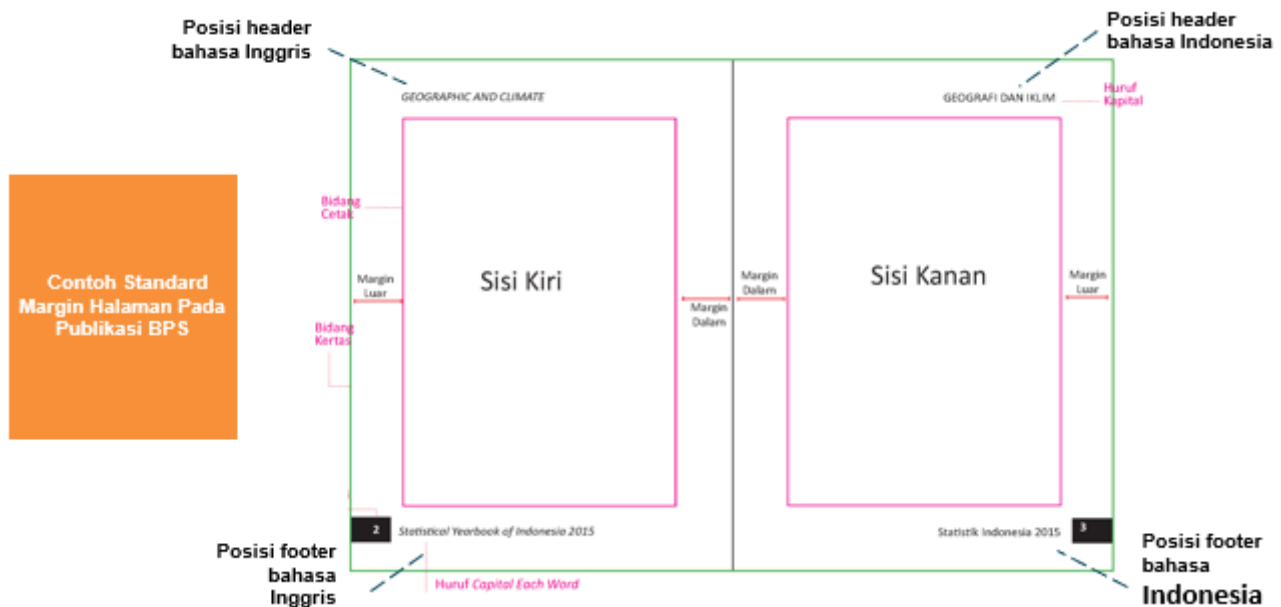 Posisi header
bahasa Inggris
Posisi header
bahasa Indonesia
GEOGRAPHIC AND CLIMATE
GEOGRAFI DAN IKLIM
Huruf
Kapital
Bidang
Cetak
Contoh Standard
Margin Halaman Pada
Publikasi BPS
Margin
Luar
Sisi Kiri
Margin
Dalam
Margin
Dalam
Sisi Kanan
Margin
Luar
Bidang
Kertas
2
Statistical Yearbook of Indonesia 2015
Statistik Indonesia 2015
3
Posisi footer
bahasa
Inggris
Huruf Capital Each Word
Posisi footer
bahasa
Indonesia